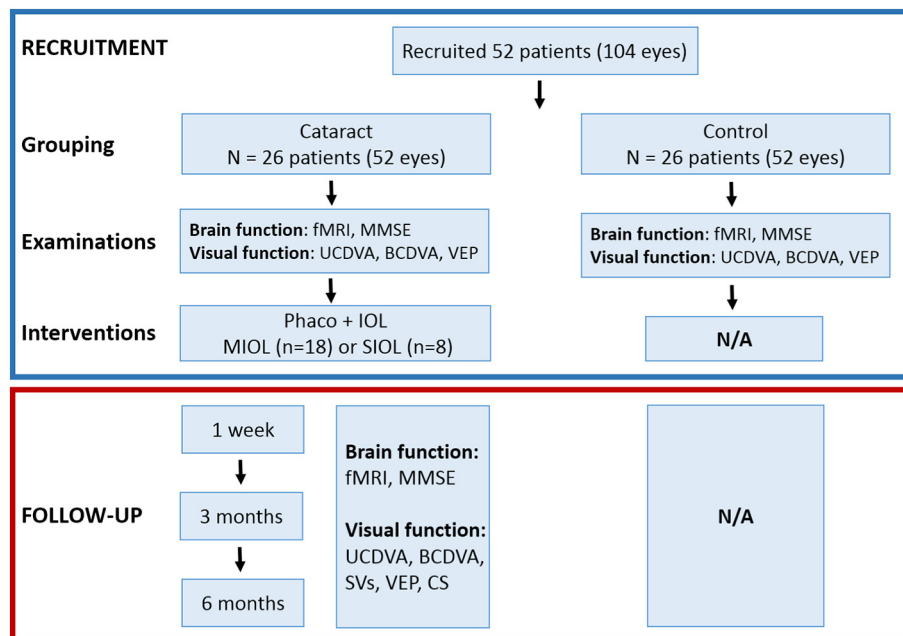 RECRUITMENT
Recruited 52 patients (104 eyes)
Grouping
Cataract
N = 26 patients (52 eyes)
Control
N = 26 patients (52 eyes)
Examinations
Brain function: fMRI, MMSE
Visual function: UCDVA, BCDVA, VEP
Brain function: fMRI, MMSE
Visual function: UCDVA, BCDVA, VEP
Interventions
Phaco + IOL
MIOL (n=18) or SIOL (n=8)
N/A
FOLLOW-UP
1 week
3 months
6 months
Brain function:
fMRI, MMSE
Visual function:
UCDVA, BCDVA,
SVs, VEP, CS
N/A